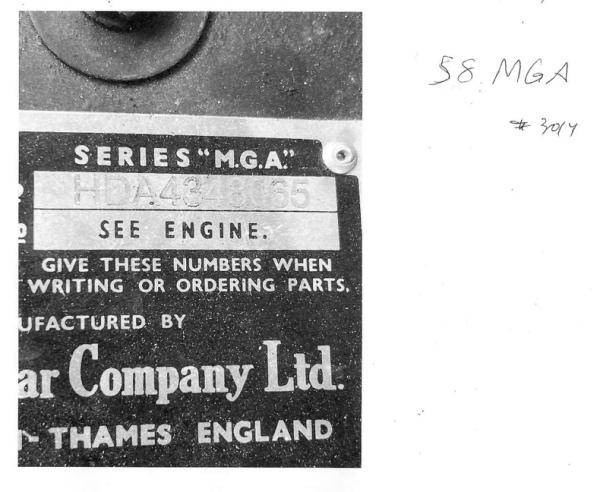 58 MGA
# 3014
SERIES "M.G.A."
SEE ENGINE.
GIVE THESE NUMBERS WHEN
WRITING OR ORDERING PARTS.
UFACTURED BY
ar Company Ltd.
- THAMES ENGLAND